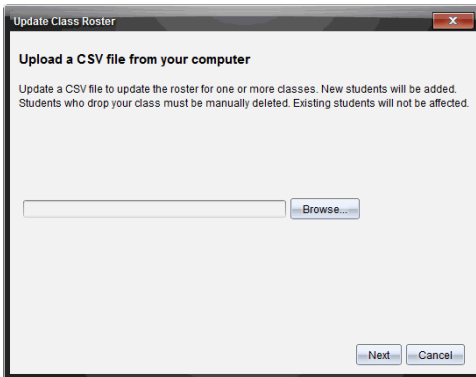 Update Class Roster
X
Upload a CSV file from your computer
Update a CSV file to update the roster for one or more classes. New students will be added.
Students who drop your class must be manually deleted. Existing students will not be affected.
Browse...
Next Cancel